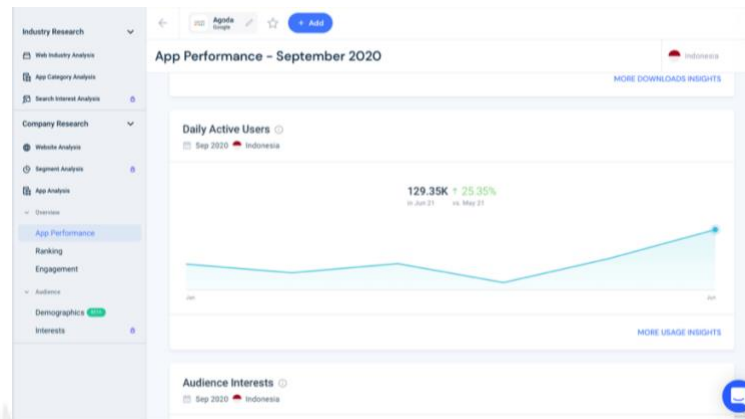 Agoda
Google
+ Add
Industry Research
Web Industry Analysis
App Category Analysis
Search Interest Analysis
Company Research
Website Analysis
Segment Analysis
App Analysis
Overview
App Performance
Ranking
Engagement
Audience
Demographics BETA
Interests
App Performance - September 2020
Indonesia
MORE DOWNLOADS INSIGHTS
Daily Active Users
Sep 2020 Indonesia
129.35K ↑ 25.35%
in Jun 21 vs. May 21
Jan
Jun
MORE USAGE INSIGHTS
Audience Interests
Sep 2020 Indonesia